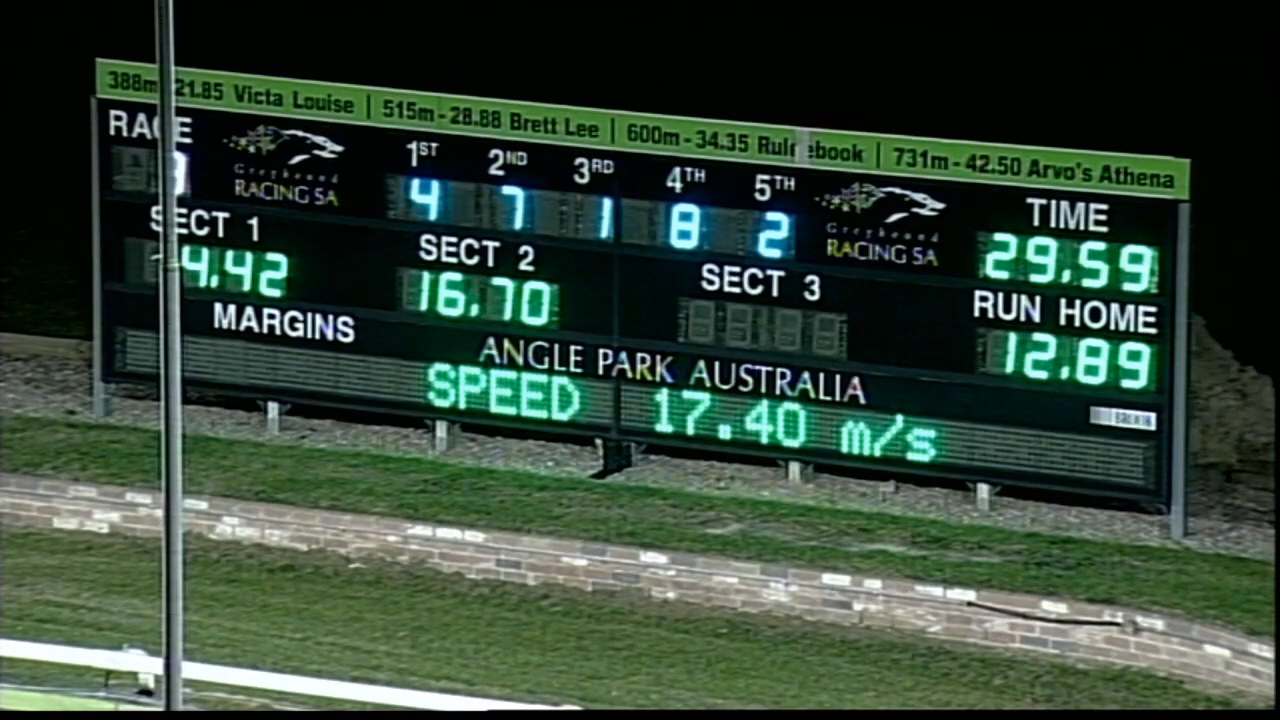 388m 21.85 Victa Louise | 515m - 28.88 Brett Lee | 600m - 34.35 Rulebook | 731m - 42.50 Arvo's Athena
RACE
Greyhound
RACING SA
1ST 2ND 3RD 4TH 5TH
4 7 1 8 2
Greyhound
RACING SA
TIME
29.59
SECT 1
4.42
SECT 2
16.70
SECT 3
RUN HOME
12.89
MARGINS
ANGLE PARK AUSTRALIA
SPEED 17.40 m/s